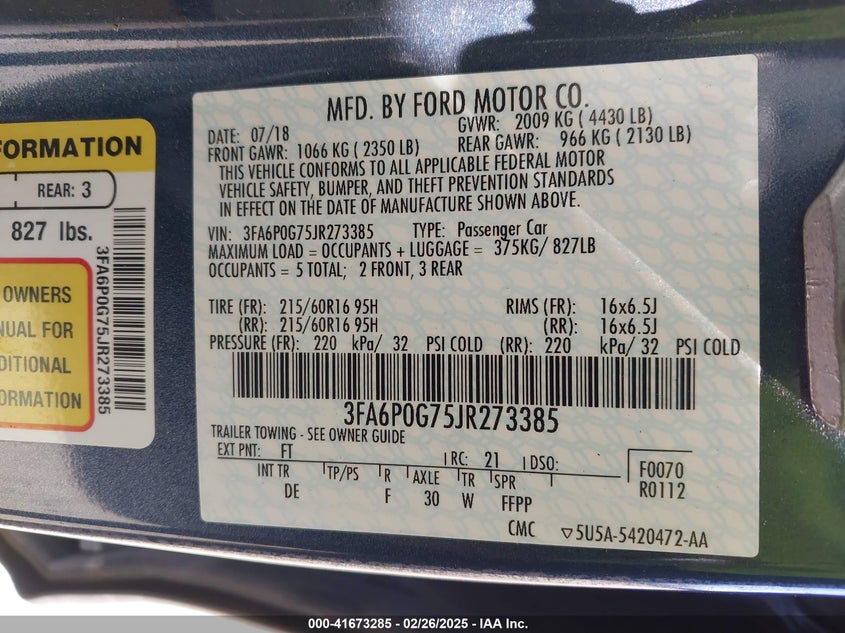 FORMATION
REAR: 3
827 lbs.
OWNERS
FOR
3FA6P0G75JR273385
MFD. BY FORD MOTOR CO.
DATE: 07/18 GVWR: 2009 KG ( 4430 LB)
FRONT GAWR: 1066 KG ( 2350 LB) REAR GAWR: 966 KG ( 2130 LB)
THIS VEHICLE CONFORMS TO ALL APPLICABLE FEDERAL MOTOR
VEHICLE SAFETY, BUMPER, AND THEFT PREVENTION STANDARDS
IN EFFECT ON THE DATE OF MANUFACTURE SHOWN ABOVE.
VIN: 3FA6P0G75JR273385 TYPE: Passenger Car
MAXIMUM LOAD = OCCUPANTS + LUGGAGE = 375KG/ 827LB
OCCUPANTS = 5 TOTAL; 2 FRONT, 3 REAR
TIRE (FR): 215/60R16 95H RIMS (FR): 16x6.5J
(RR): 215/60R16 95H (RR): 16x6.5J
PRESSURE (FR): 220 kPa/ 32 PSI COLD (RR): 220 kPa/ 32 PSI COLD
3FA6P0G75JR273385
TRAILER TOWING - SEE OWNER GUIDE
EXT PNT: FT RC: 21 DSO:
INT TR TP/PS R AXLE TR SPR
DE F 30 W FFPP
F0070
R0112
CMC ▽5U5A-5420472-AA
000-41673285 - 02/26/2025 - IAA Inc.